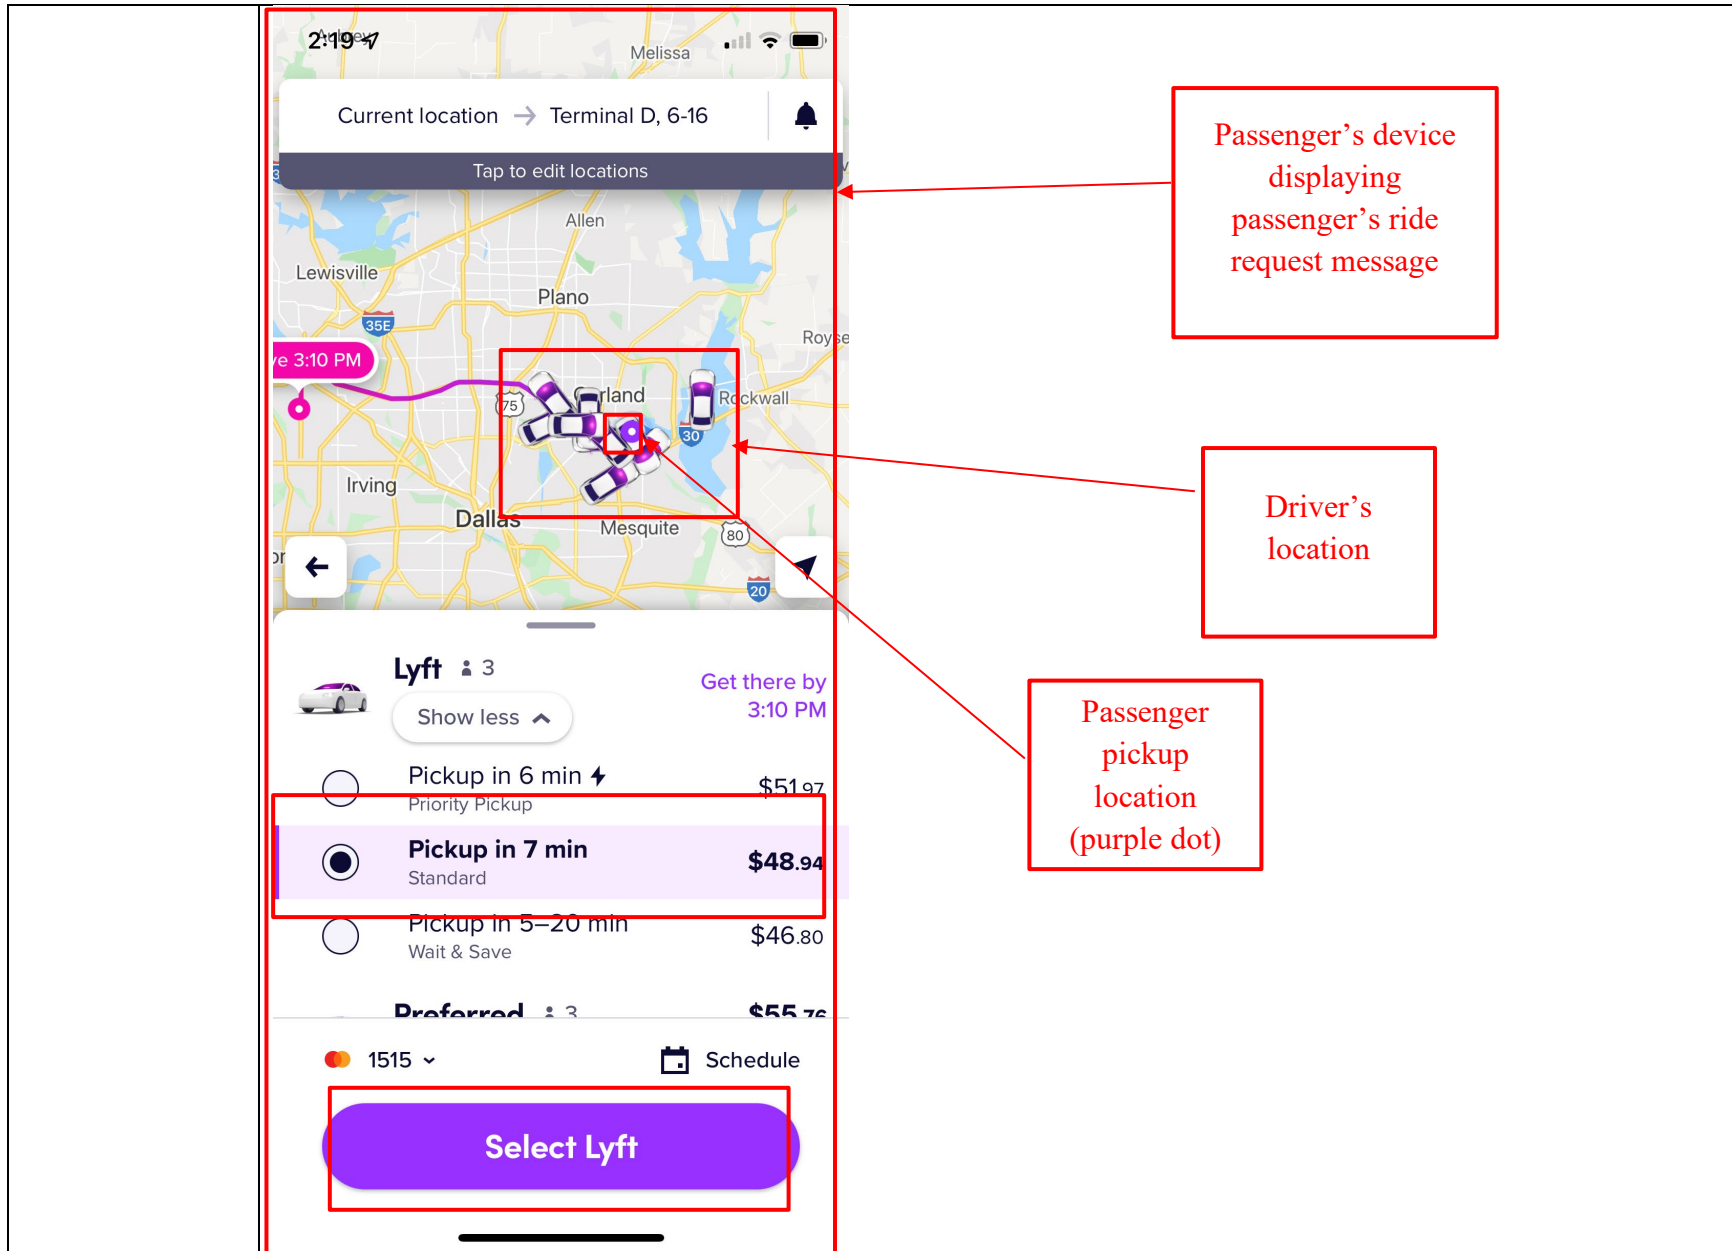 2:19
Melissa
Current location → Terminal D, 6-16
Tap to edit locations
Allen
Lewisville
Plano
35E
3:10 PM
75
Rockwall
30
Irving
Dallas
Mesquite
80
20
Lyft 3
Show less
Get there by
3:10 PM
Pickup in 6 min
$51.97
Priority Pickup
Pickup in 7 min
$48.94
Standard
Pickup in 5–20 min
$46.80
Wait & Save
Preferred 3
$55.76
1515
Schedule
Select Lyft
Passenger's device
displaying
passenger's ride
request message
Driver's
location
Passenger
pickup
location
(purple dot)